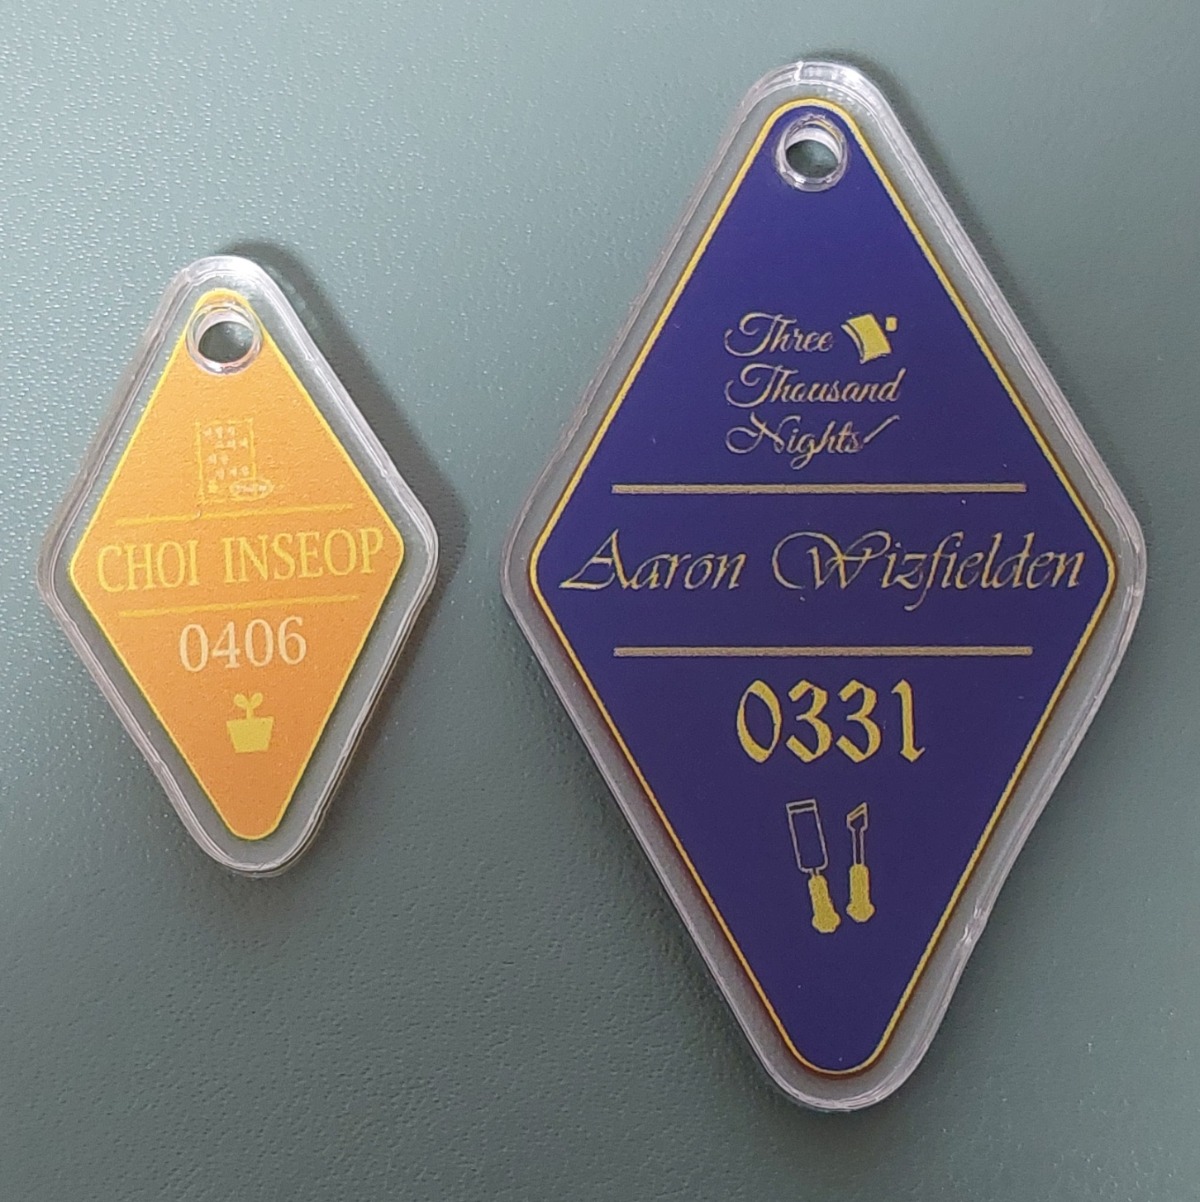 CHOI INSEOP
0406
Three
Thousand
Nights
Aaron Wizfielden
0331